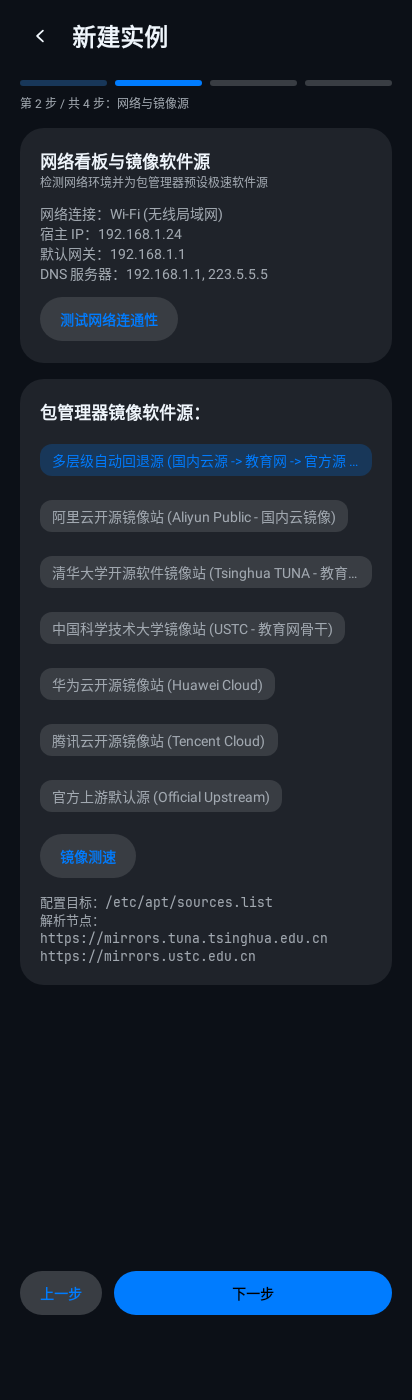 新建实例
第 2 步 / 共 4 步：网络与镜像源
网络看板与镜像软件源
检测网络环境并为包管理器预设极速软件源
网络连接：Wi-Fi (无线局域网)
宿主 IP：192.168.1.24
默认网关：192.168.1.1
DNS 服务器：192.168.1.1, 223.5.5.5
测试网络连通性
包管理器镜像软件源：
多层级自动回退源 (国内云源 -> 教育网 -> 官方源 ...
阿里云开源镜像站 (Aliyun Public - 国内云镜像)
清华大学开源软件镜像站 (Tsinghua TUNA - 教育...
中国科学技术大学镜像站 (USTC - 教育网骨干)
华为云开源镜像站 (Huawei Cloud)
腾讯云开源镜像站 (Tencent Cloud)
官方上游默认源 (Official Upstream)
镜像测速
配置目标：/etc/apt/sources.list
解析节点：
https://mirrors.tuna.tsinghua.edu.cn
https://mirrors.ustc.edu.cn
上一步
下一步